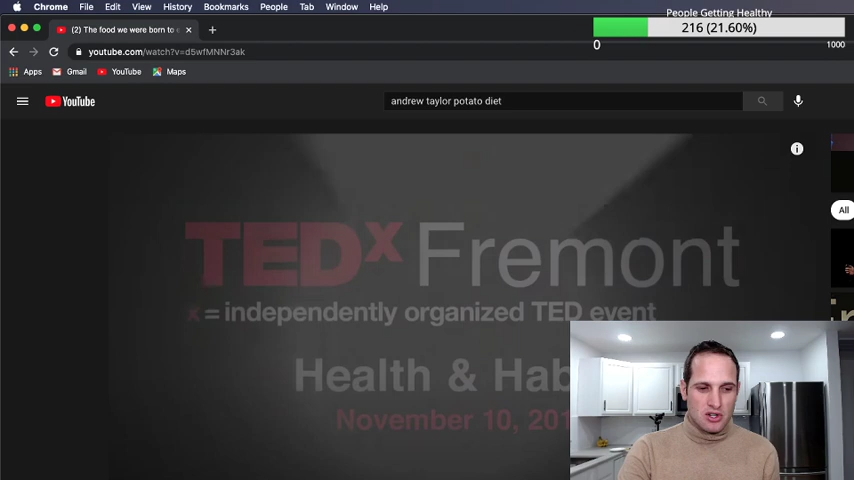 Chrome File Edit View History Bookmarks People Tab Window Help
People Getting Healthy
216 (21.60%)
0 1000
(2) The food we were born to e
youtube.com/watch?v=d5wfMNNr3ak
Apps Gmail YouTube Maps
YouTube
andrew taylor potato diet
TEDx Fremont
x = independently organized TED event
All
Health & Hab
November 10, 201